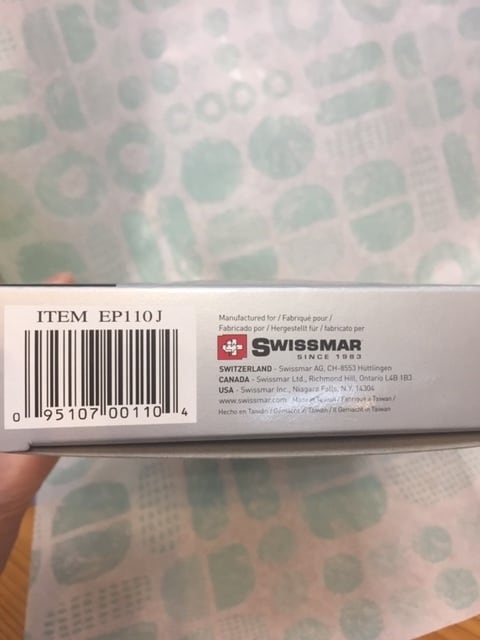 ITEM EP110J
0 95107 00110 4
Manufactured for / Fabriqué pour /
Fabricado por / Hergestellt für / fabricato per
SWISSMAR
SINCE 1983
SWITZERLAND - Swissmar AG, CH-8553 Hüttlingen
CANADA - Swissmar Ltd., Richmond Hill, Ontario L4B 1B3
USA - Swissmar Inc., Niagara Falls, N.Y. 14304
www.swissmar.com Made in Taiwan / Fabriqué à Taiwan /
Hecho en Taiwán / Gemacht in Taiwan / Il Gemacht in Taiwan